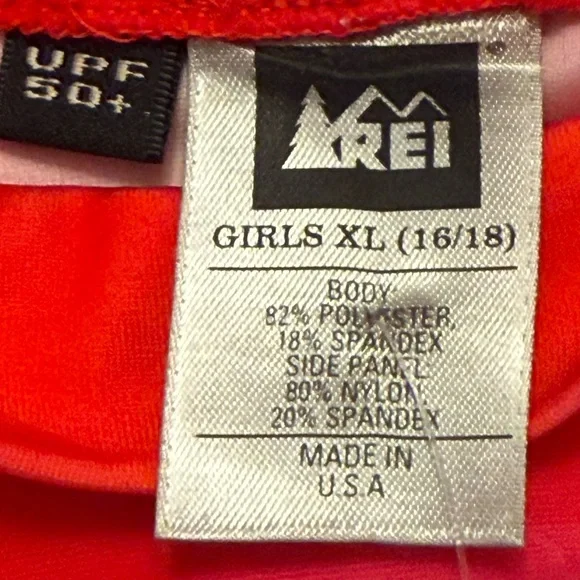 UPF
50+
REI
GIRLS XL (16/18)
BODY
82% POLYESTER,
18% SPANDEX
SIDE PANEL
80% NYLON,
20% SPANDEX
MADE IN
U.S.A